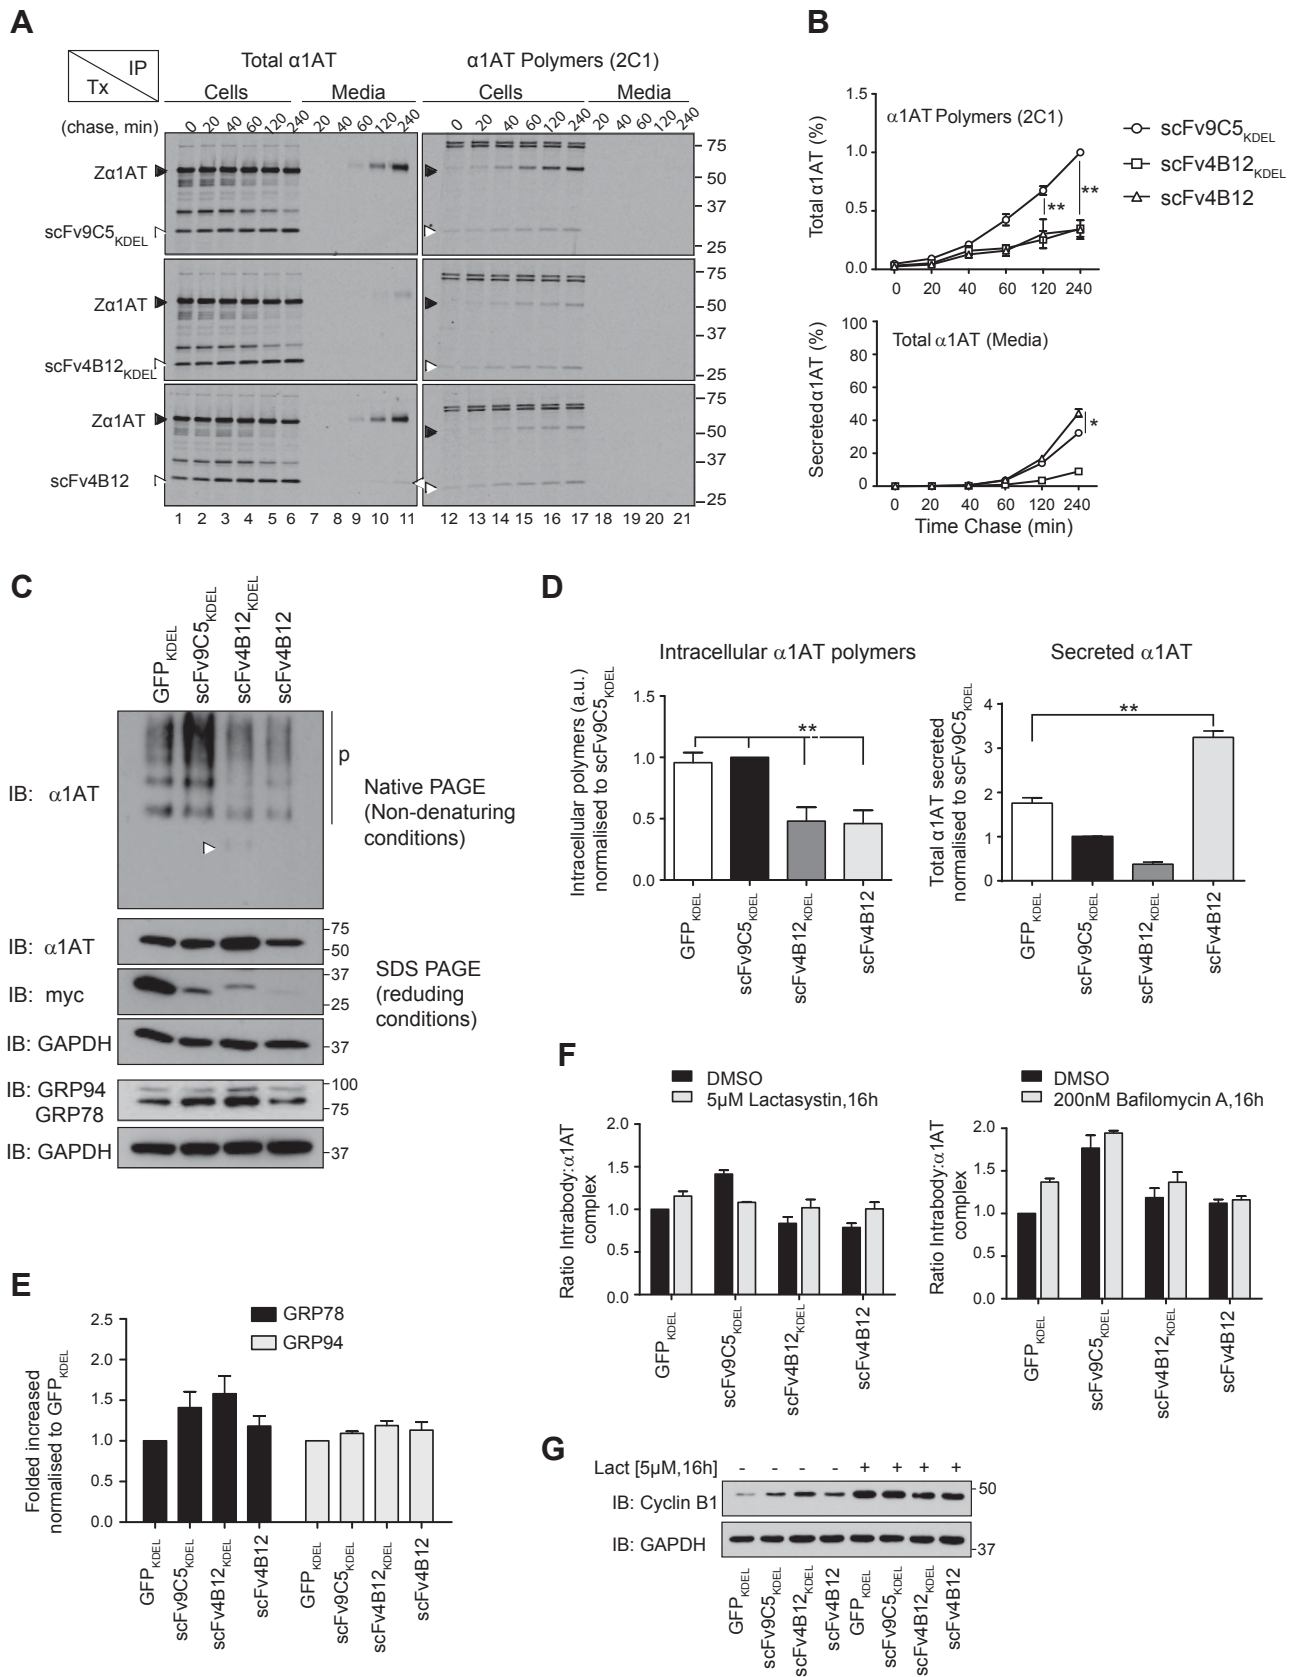 A
IP
Tx
Total α1AT
α1AT Polymers (2C1)
Cells
Media
Cells
Media
(chase, min)
0 20 40 60 120 240 20 40 60 120 240 0 20 40 60 120 240 20 40 60 120 240
Zα1AT
scFv9C5KDEL
75
50
37
25
Zα1AT
scFv4B12KDEL
75
50
37
25
Zα1AT
scFv4B12
75
50
37
25
1 2 3 4 5 6 7 8 9 10 11 12 13 14 15 16 17 18 19 20 21
B
α1AT Polymers (2C1)
Total α1AT (%)
1.5
1.0
0.5
0.0
**
**
0 20 40 60 120 240
scFv9C5KDEL
scFv4B12KDEL
scFv4B12
Total α1AT (Media)
Secreted α1AT (%)
100
80
60
40
20
0
*
0 20 40 60 120 240
Time Chase (min)
C
GFPKDEL
scFv9C5KDEL
scFv4B12KDEL
scFv4B12
IB: α1AT
p
Native PAGE
(Non-denaturing
conditions)
IB: α1AT
75
50
IB: myc
37
25
SDS PAGE
(reduding
conditions)
IB: GAPDH
37
IB: GRP94
GRP78
100
75
IB: GAPDH
37
D
Intracellular α1AT polymers
Intracellular polymers (a.u.)
normalised to scFv9C5KDEL
1.5
1.0
0.5
0.0
**
GFPKDEL
scFv9C5KDEL
scFv4B12KDEL
scFv4B12
Secreted α1AT
Total α1AT secreted
normalised to scFv9C5KDEL
4
3
2
1
0
**
GFPKDEL
scFv9C5KDEL
scFv4B12KDEL
scFv4B12
E
GRP78
GRP94
Folded increased
normalised to GFPKDEL
2.5
2.0
1.5
1.0
0.5
0.0
GFPKDEL
scFv9C5KDEL
scFv4B12KDEL
scFv4B12
GFPKDEL
scFv9C5KDEL
scFv4B12KDEL
scFv4B12
F
DMSO
5µM Lactasystin,16h
Ratio Intrabody:α1AT
complex
2.0
1.5
1.0
0.5
0.0
GFPKDEL
scFv9C5KDEL
scFv4B12KDEL
scFv4B12
DMSO
200nM Bafilomycin A,16h
Ratio Intrabody:α1AT
complex
2.0
1.5
1.0
0.5
0.0
GFPKDEL
scFv9C5KDEL
scFv4B12KDEL
scFv4B12
G
Lact [5µM,16h] - - - - + + + +
IB: Cyclin B1
50
IB: GAPDH
37
GFPKDEL
scFv9C5KDEL
scFv4B12KDEL
scFv4B12
GFPKDEL
scFv9C5KDEL
scFv4B12KDEL
scFv4B12